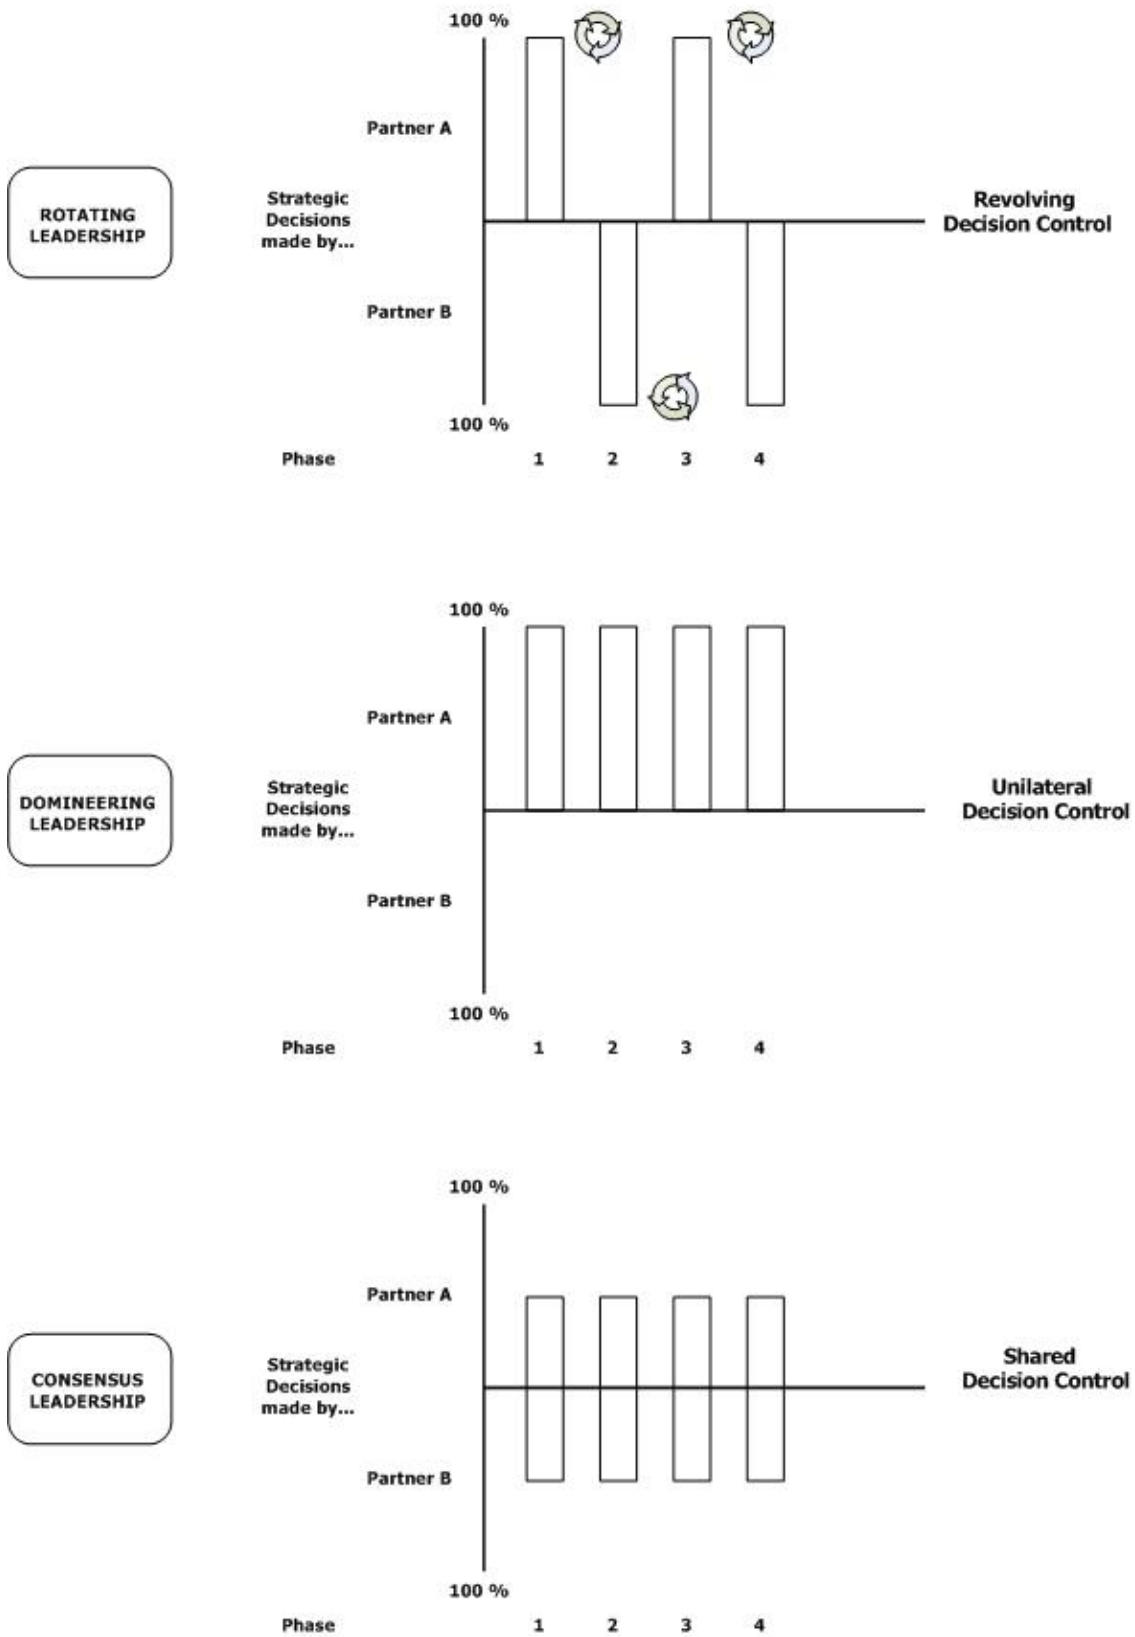 100 %
Partner A
ROTATING
LEADERSHIP
Strategic
Decisions
made by...
Revolving
Decision Control
Partner B
100 %
Phase 1 2 3 4
100 %
Partner A
DOMINEERING
LEADERSHIP
Strategic
Decisions
made by...
Unilateral
Decision Control
Partner B
100 %
Phase 1 2 3 4
100 %
Partner A
CONSENSUS
LEADERSHIP
Strategic
Decisions
made by...
Shared
Decision Control
Partner B
100 %
Phase 1 2 3 4